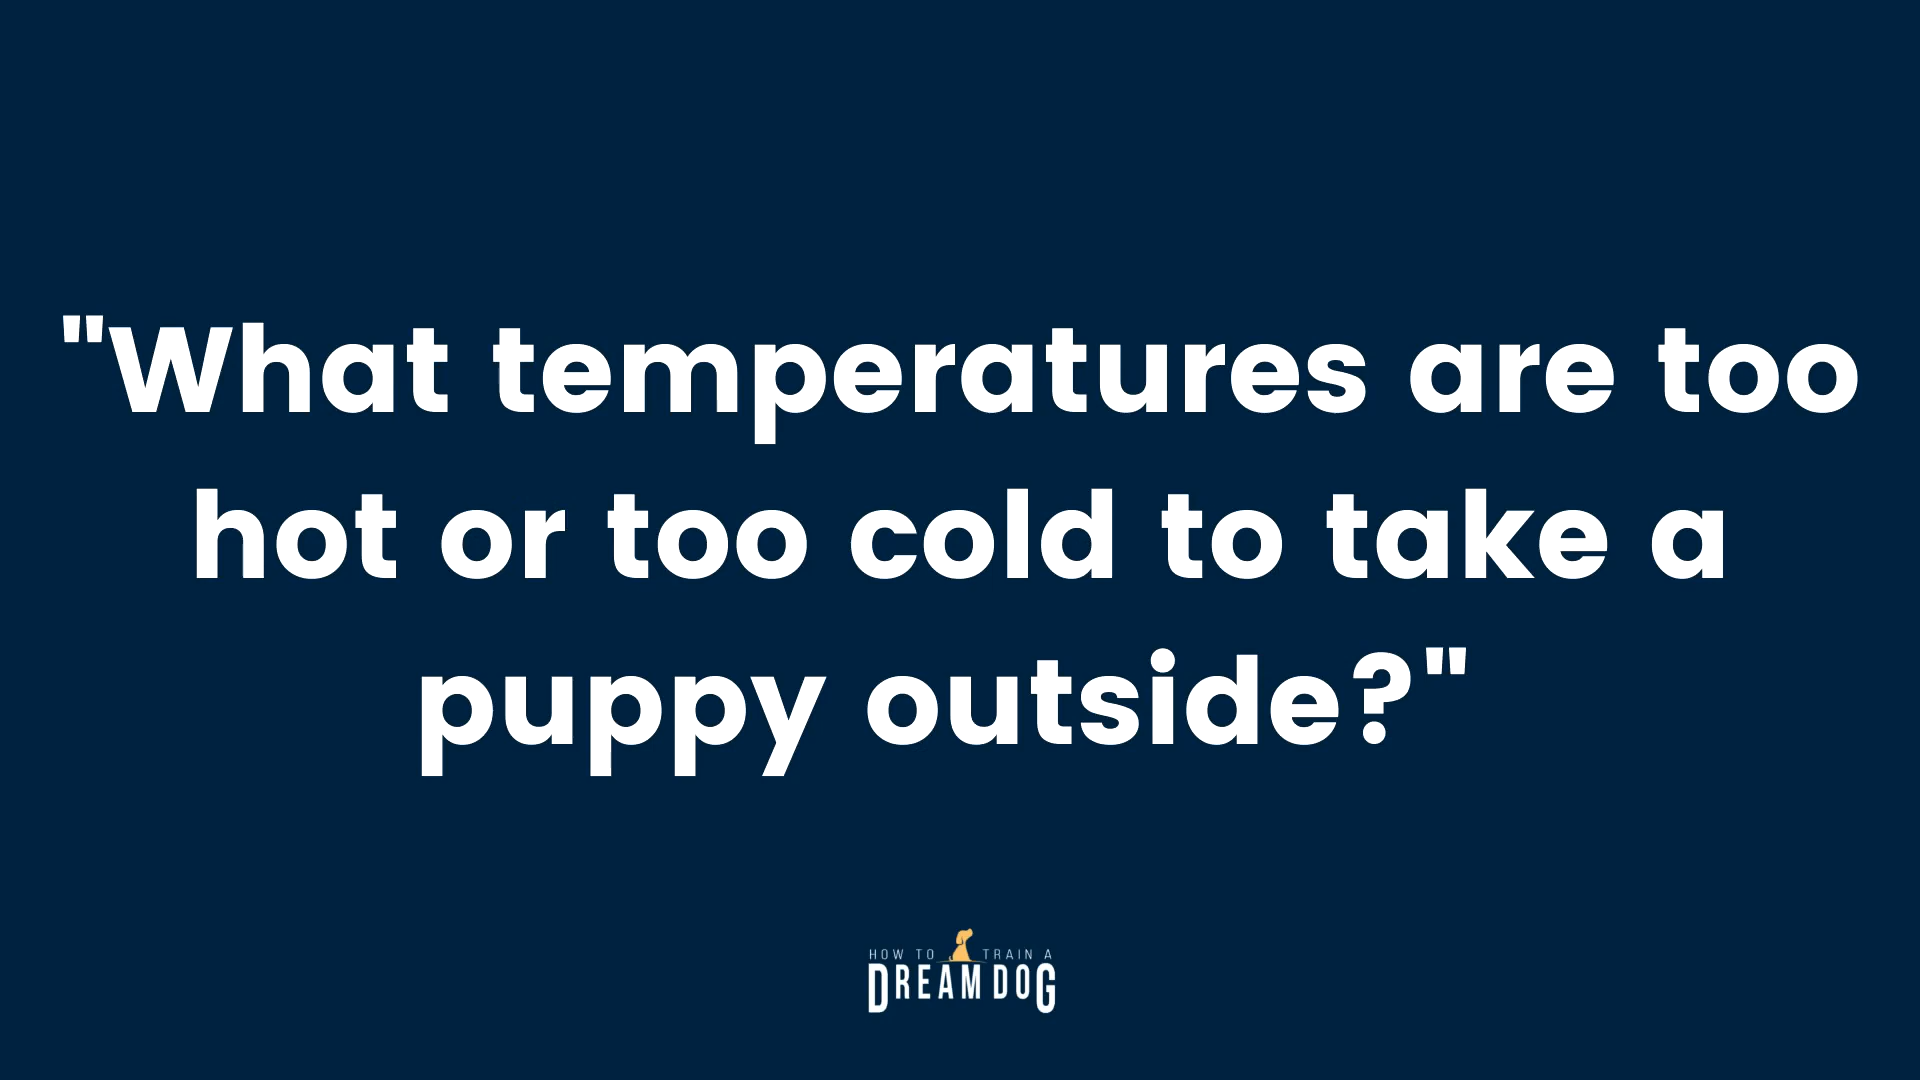 "What temperatures are too
hot or too cold to take a
puppy outside?"
HOW TO TRAIN A
DREAM DOG